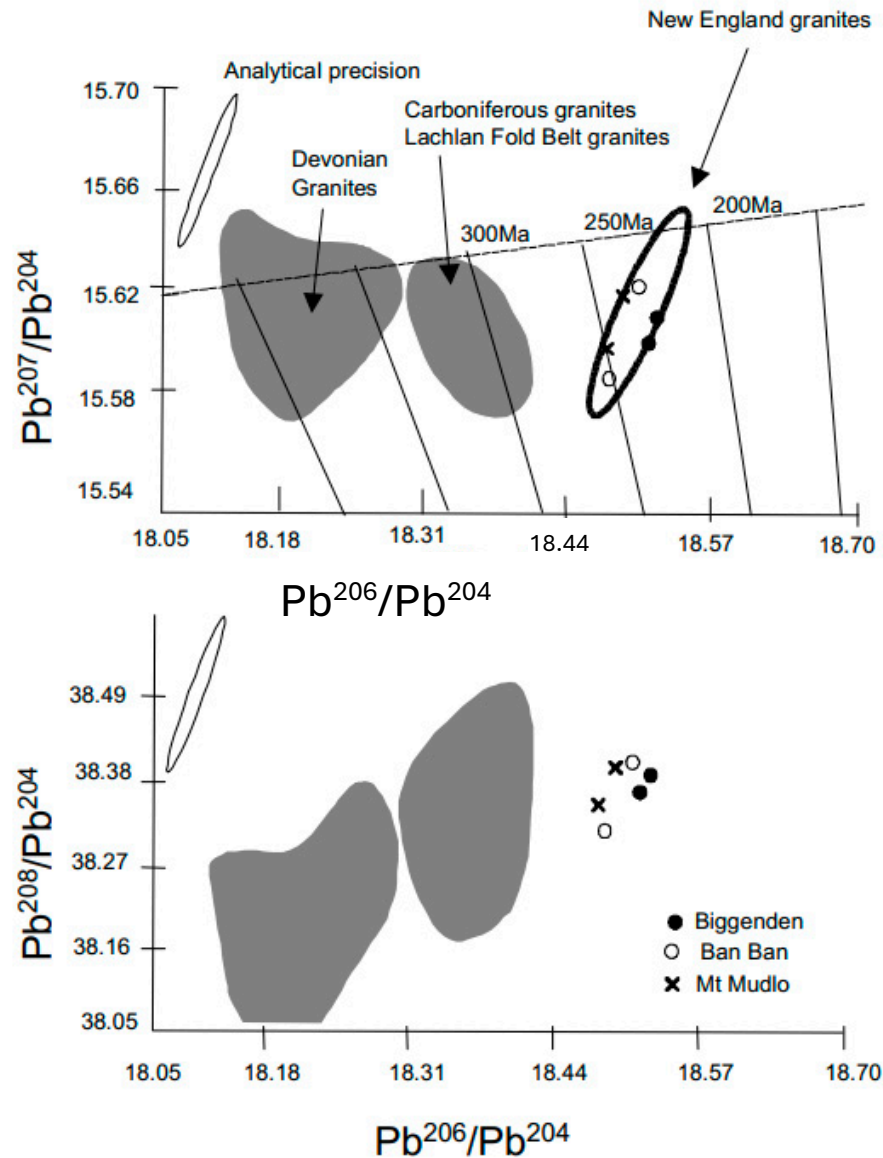 New England granites
Analytical precision
15.70
Carboniferous granites
Lachlan Fold Belt granites
Devonian
Granites
15.66
200Ma
250Ma
300Ma
15.62
15.58
15.54
Pb²⁰⁷/Pb²⁰⁴
18.05
18.18
18.31
18.44
18.57
18.70
Pb²⁰⁶/Pb²⁰⁴
38.49
38.38
38.27
38.16
38.05
Pb²⁰⁸/Pb²⁰⁴
Biggenden
Ban Ban
Mt Mudlo
18.05
18.18
18.31
18.44
18.57
18.70
Pb²⁰⁶/Pb²⁰⁴